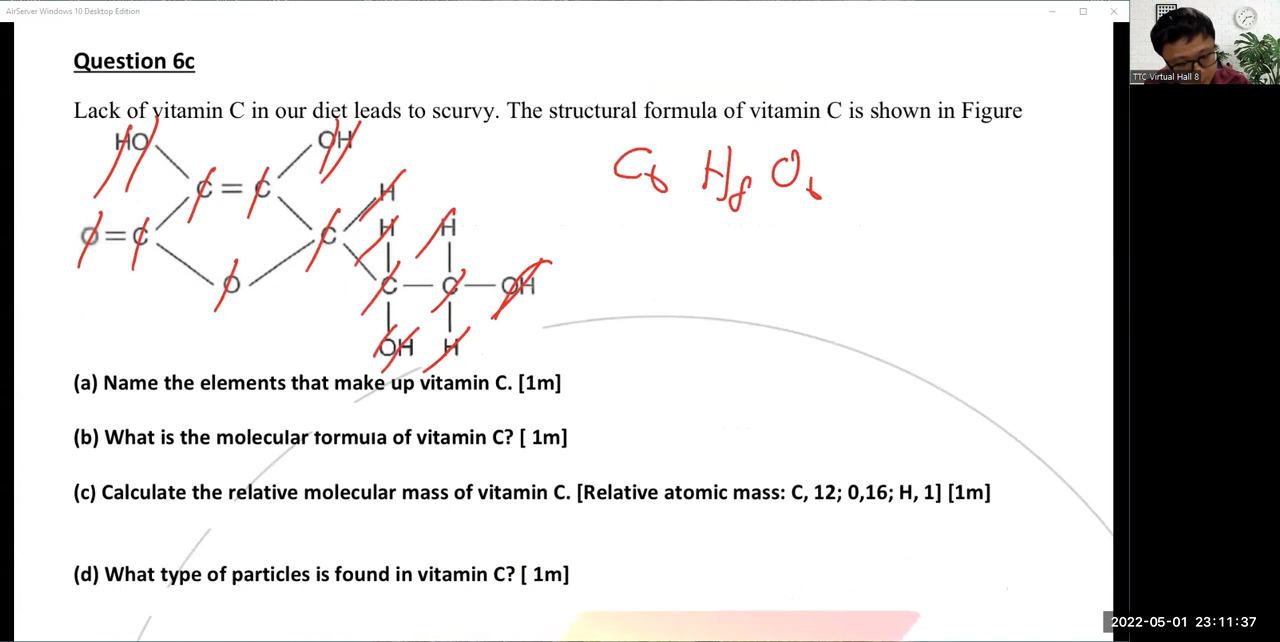 AirServer Windows 10 Desktop Edition
TTC Virtual Hall 8
Question 6c
Lack of vitamin C in our diet leads to scurvy. The structural formula of vitamin C is shown in Figure
HO OH
C = C H
O = C C H H
O C — C — OH
OH H
C6 H8 O6
(a) Name the elements that make up vitamin C. [1m]
(b) What is the molecular formula of vitamin C? [ 1m]
(c) Calculate the relative molecular mass of vitamin C. [Relative atomic mass: C, 12; 0,16; H, 1] [1m]
(d) What type of particles is found in vitamin C? [ 1m]
2022-05-01 23:11:37